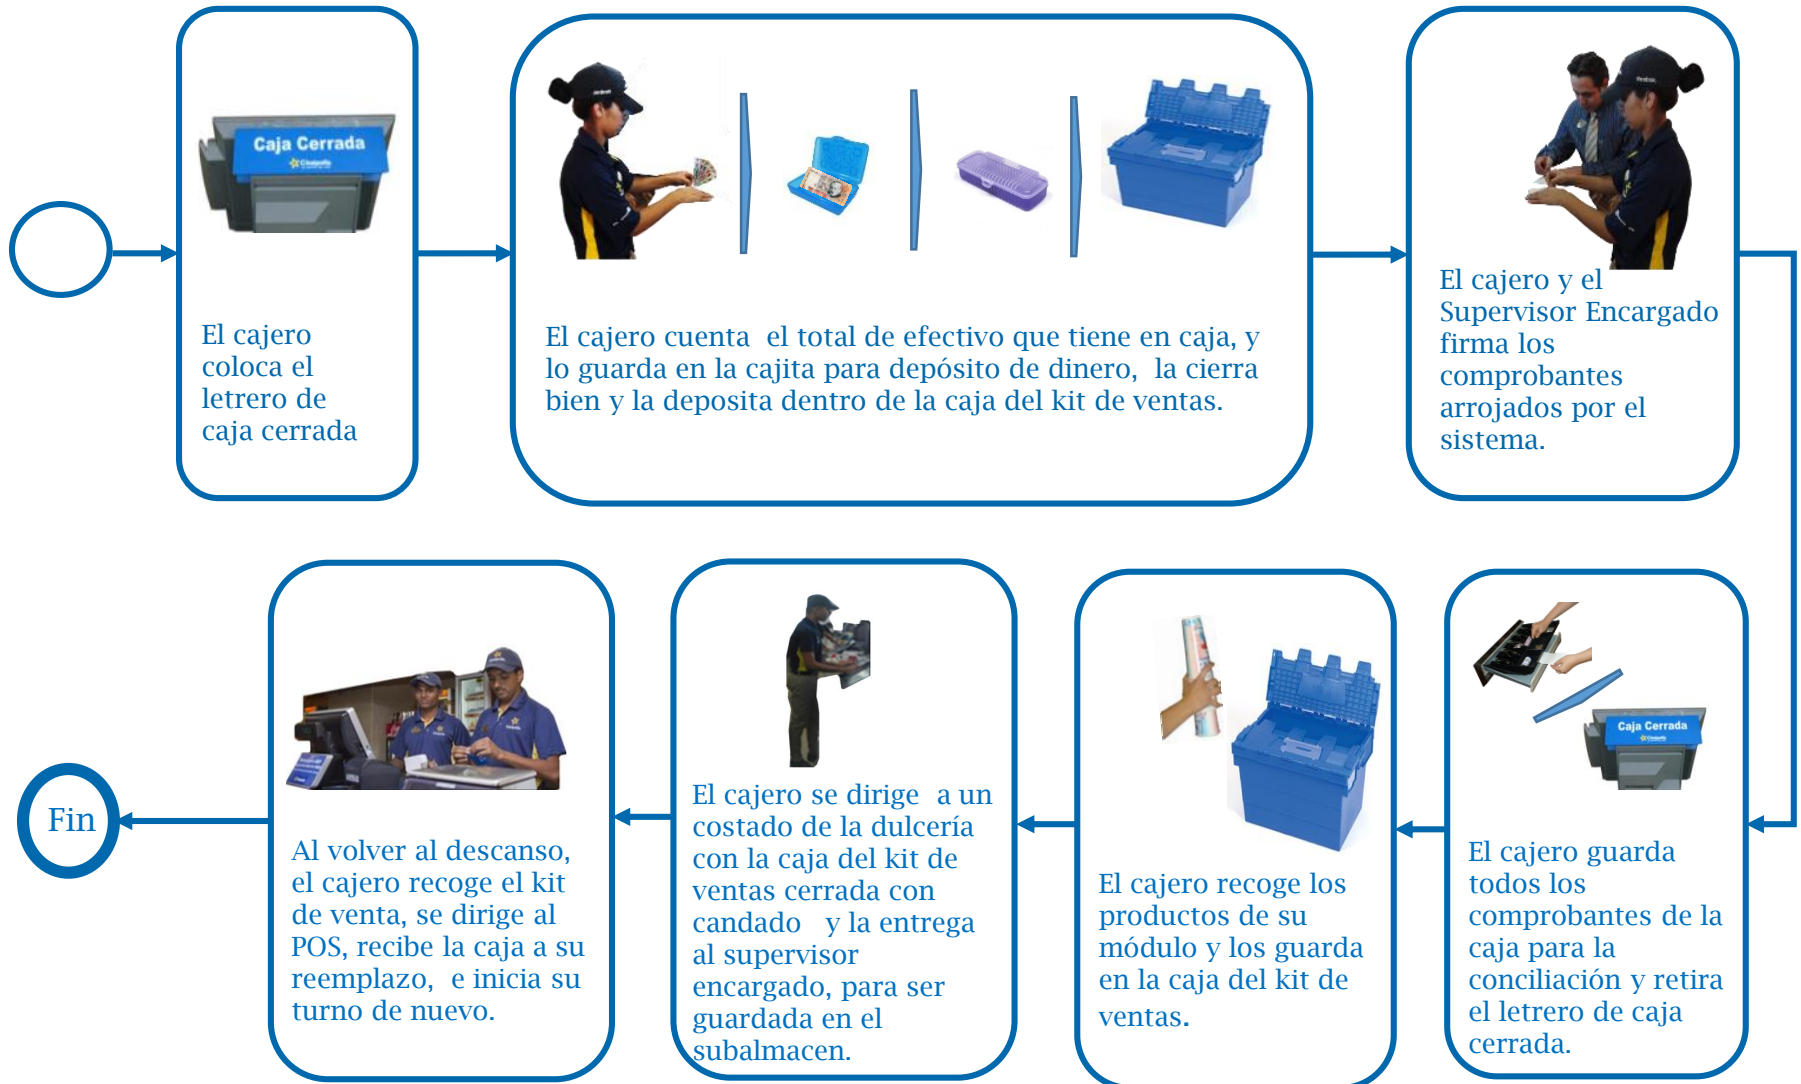 Caja Cerrada
Cinépolis
El cajero
coloca el
letrero de
caja cerrada
El cajero cuenta  el total de efectivo que tiene en caja, y
lo guarda en la cajita para depósito de dinero,  la cierra
bien y la deposita dentro de la caja del kit de ventas.
El cajero y el
Supervisor Encargado
firma los
comprobantes
arrojados por el
sistema.
Caja Cerrada
Cinépolis
El cajero guarda
todos los
comprobantes de la
caja para la
conciliación y retira
el letrero de caja
cerrada.
El cajero recoge los
productos de su
módulo y los guarda
en la caja del kit de
ventas.
El cajero se dirige  a un
costado de la dulcería
con la caja del kit de
ventas cerrada con
candado   y la entrega
al supervisor
encargado, para ser
guardada en el
subalmacen.
Al volver al descanso,
el cajero recoge el kit
de venta, se dirige al
POS, recibe la caja a su
reemplazo,  e inicia su
turno de nuevo.
Fin